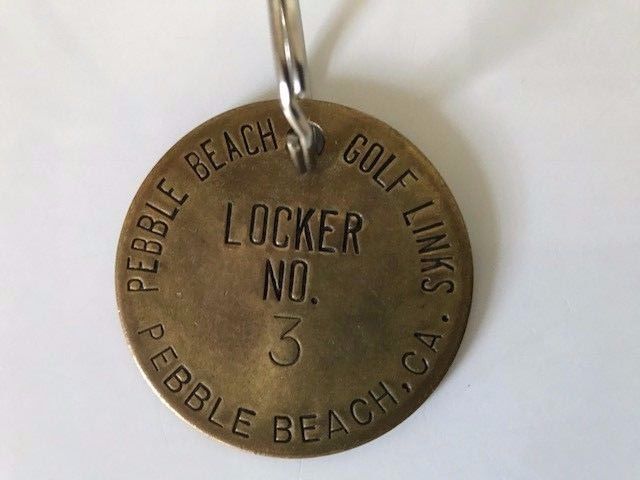 PEBBLE BEACH GOLF LINKS
LOCKER
NO.
3
PEBBLE BEACH, CA.